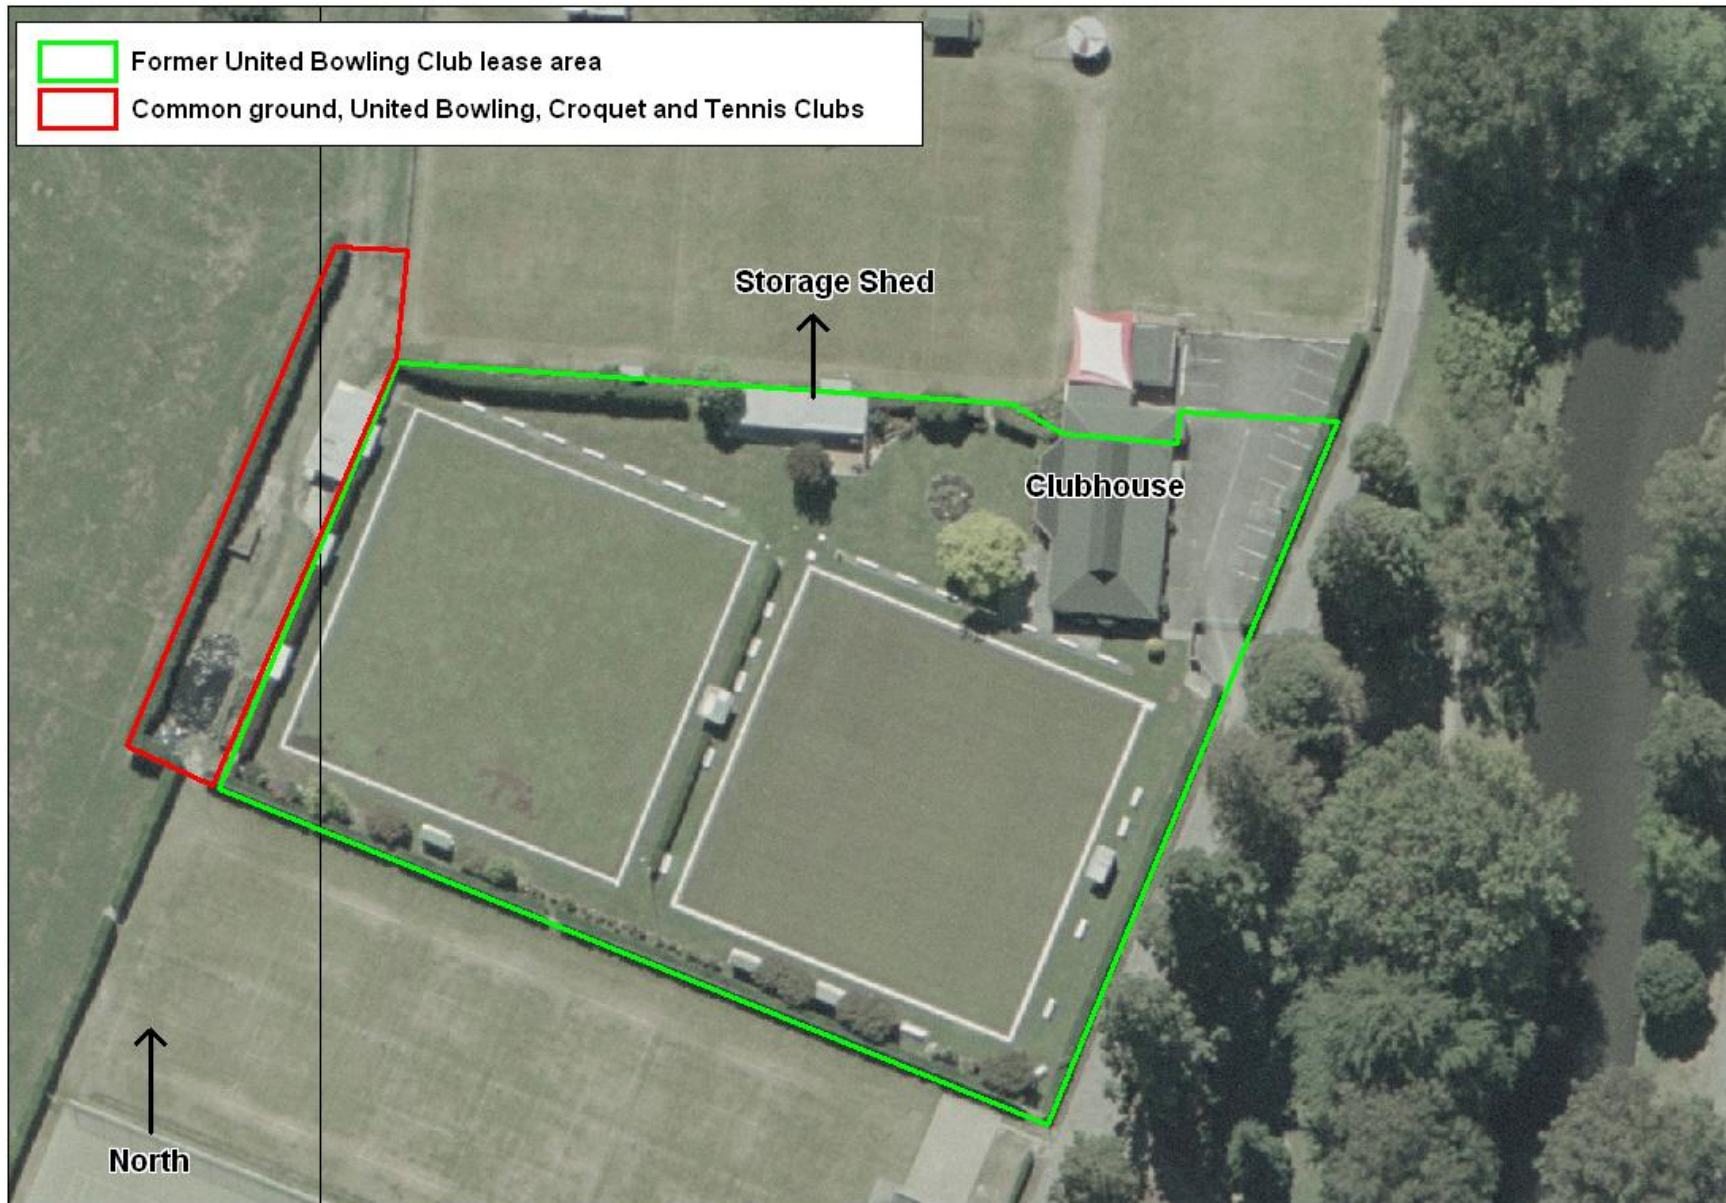 Former United Bowling Club lease area
Common ground, United Bowling, Croquet and Tennis Clubs
Storage Shed
Clubhouse
North